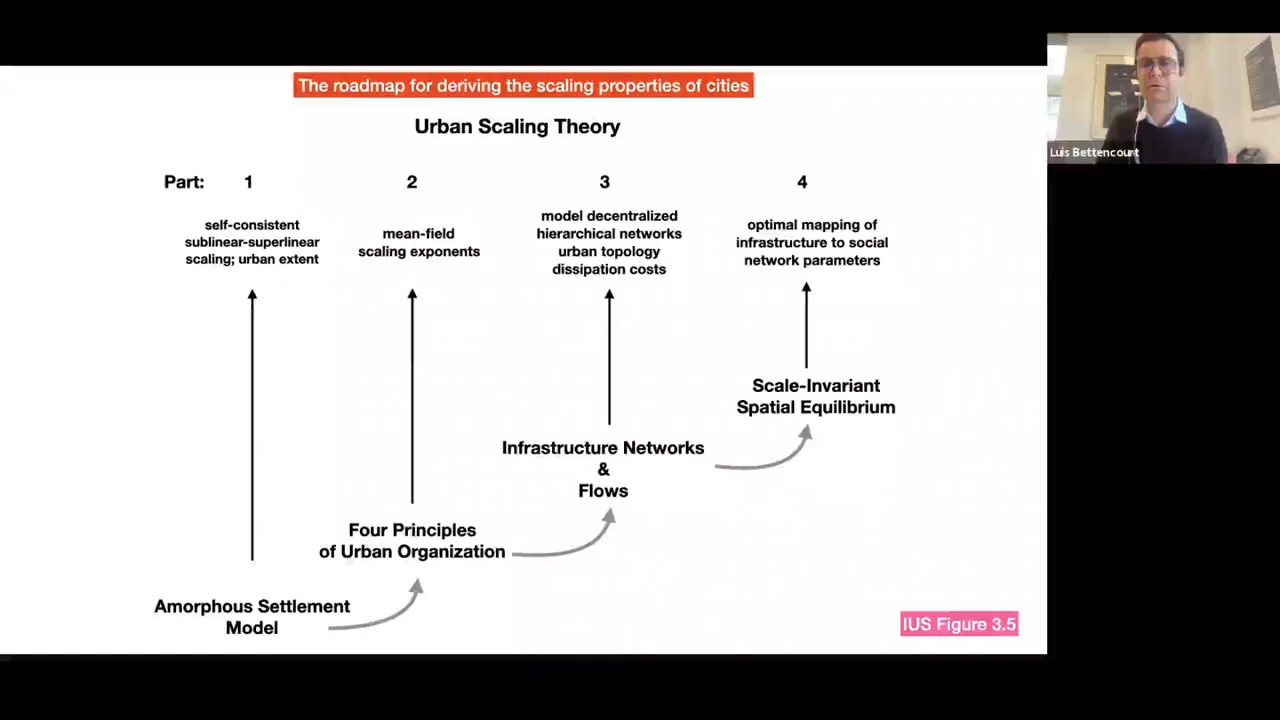 The roadmap for deriving the scaling properties of cities
Urban Scaling Theory
Part: 1 2 3 4
self-consistent
sublinear-superlinear
scaling; urban extent
mean-field
scaling exponents
model decentralized
hierarchical networks
urban topology
dissipation costs
optimal mapping of
infrastructure to social
network parameters
Scale-Invariant
Spatial Equilibrium
Infrastructure Networks
&
Flows
Four Principles
of Urban Organization
Amorphous Settlement
Model
IUS Figure 3.5
Luis Bettencourt